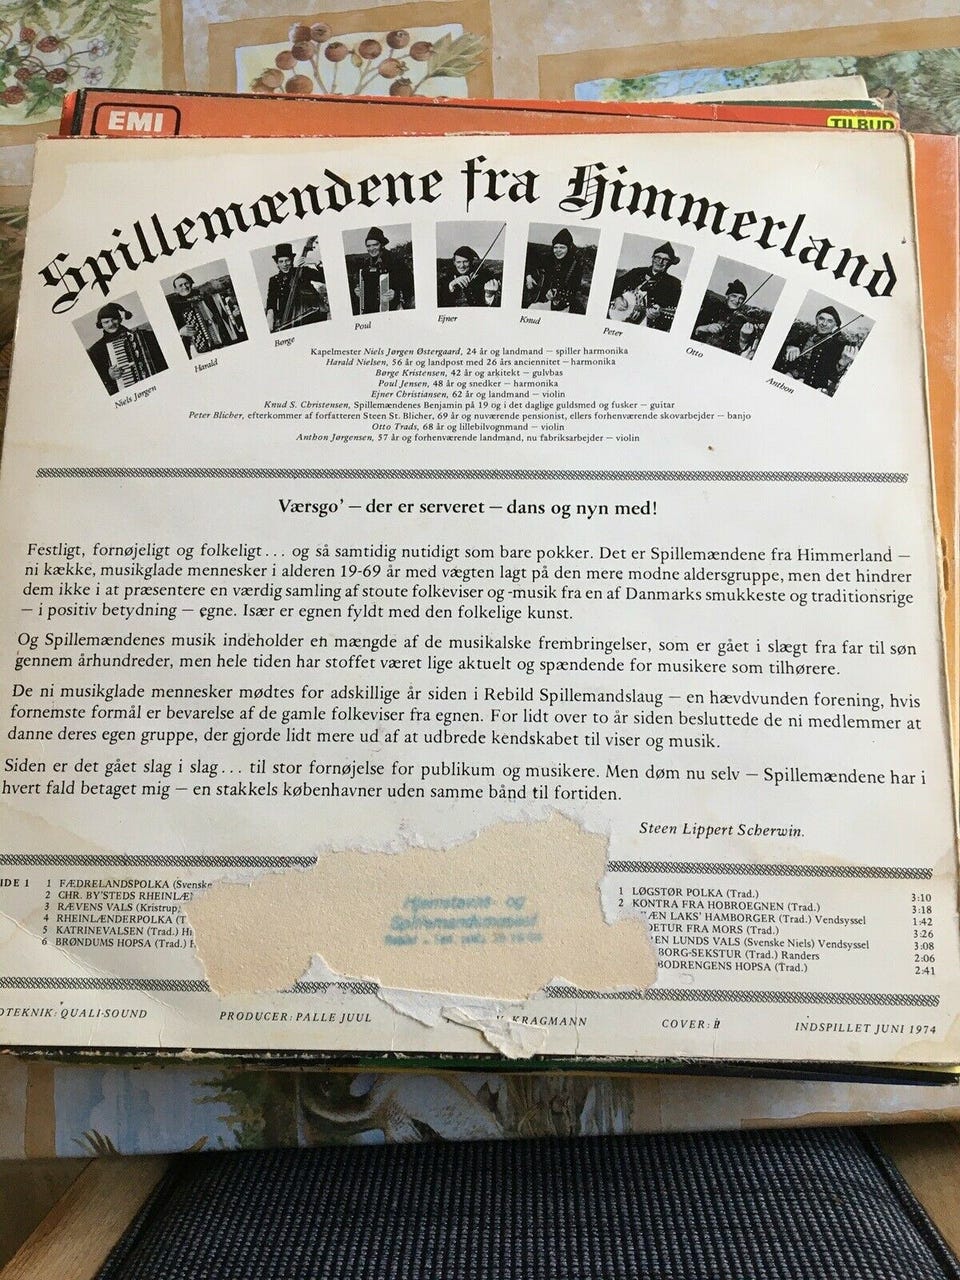 EMI
TILBUD
Spillemændene fra Himmerland
Niels Jørgen
Harald
Børge
Poul
Ejner
Knud
Peter
Otto
Anthon
Kapelmester Niels Jørgen Østergaard, 24 år og landmand — spiller harmonika
Harald Nielsen, 56 år og landpost med 26 års anciennitet — harmonika
Børge Kristensen, 42 år og arkitekt — gulvbas
Poul Jensen, 48 år og snedker — harmonika
Ejner Christiansen, 62 år og landmand — violin
Knud S. Christensen, Spillemændenes Benjamin på 19 og i det daglige guldsmed og fusker — guitar
Peter Blicher, efterkommer af forfatteren Steen St. Blicher, 69 år og nuværende pensionist, ellers forhenværende skovarbejder — banjo
Otto Trads, 68 år og lillebilvognmand — violin
Anthon Jørgensen, 57 år og forhenværende landmand, nu fabriksarbejder — violin
Værsgo' — der er serveret — dans og nyn med!
Festligt, fornøjeligt og folkeligt... og så samtidig nutidigt som bare pokker. Det er Spillemændene fra Himmerland —
ni kække, musikglade mennesker i alderen 19-69 år med vægten lagt på den mere modne aldersgruppe, men det hindrer
dem ikke i at præsentere en værdig samling af stoute folkeviser og -musik fra en af Danmarks smukkeste og traditionsrige
— i positiv betydning — egne. Især er egnen fyldt med den folkelige kunst.
Og Spillemændenes musik indeholder en mængde af de musikalske frembringelser, som er gået i slægt fra far til søn
gennem århundreder, men hele tiden har stoffet været lige aktuelt og spændende for musikere som tilhørere.
De ni musikglade mennesker mødtes for adskillige år siden i Rebild Spillemandslaug — en hævdvunden forening, hvis
fornemste formål er bevarelse af de gamle folkeviser fra egnen. For lidt over to år siden besluttede de ni medlemmer at
danne deres egen gruppe, der gjorde lidt mere ud af at udbrede kendskabet til viser og musik.
Siden er det gået slag i slag... til stor fornøjelse for publikum og musikere. Men døm nu selv — Spillemændene har i
hvert fald betaget mig — en stakkels københavner uden samme bånd til fortiden.
Steen Lippert Scherwin.
IDE 1
1 FÆDRELANDSPOLKA (Svenske
2 CHR. BY'STEDS RHEINLÆN
3 RÆVENS VALS (Kristrup,
4 RHEINLÆNDERPOLKA (T
5 KATRINEVALSEN (Trad.) H
6 BRØNDUMS HOPSA (Trad.)
Hjemstavns- og
Spillemandsmuseet
1 LØGSTØR POLKA (Trad.) 3:10
2 KONTRA FRA HOBROEGNEN (Trad.) 3:18
ÆN LAKS' HAMBORGER (Trad.) Vendsyssel 1:42
DETUR FRA MORS (Trad.) 3:26
EN LUNDS VALS (Svenske Niels) Vendsyssel 3:08
BORG-SEKSTUR (Trad.) Randers 2:06
BODRENGENS HOPSA (Trad.) 2:41
DTEKNIK: QUALI-SOUND
PRODUCER: PALLE JUUL
KRAGMANN
COVER:
INDSPILLET JUNI 1974